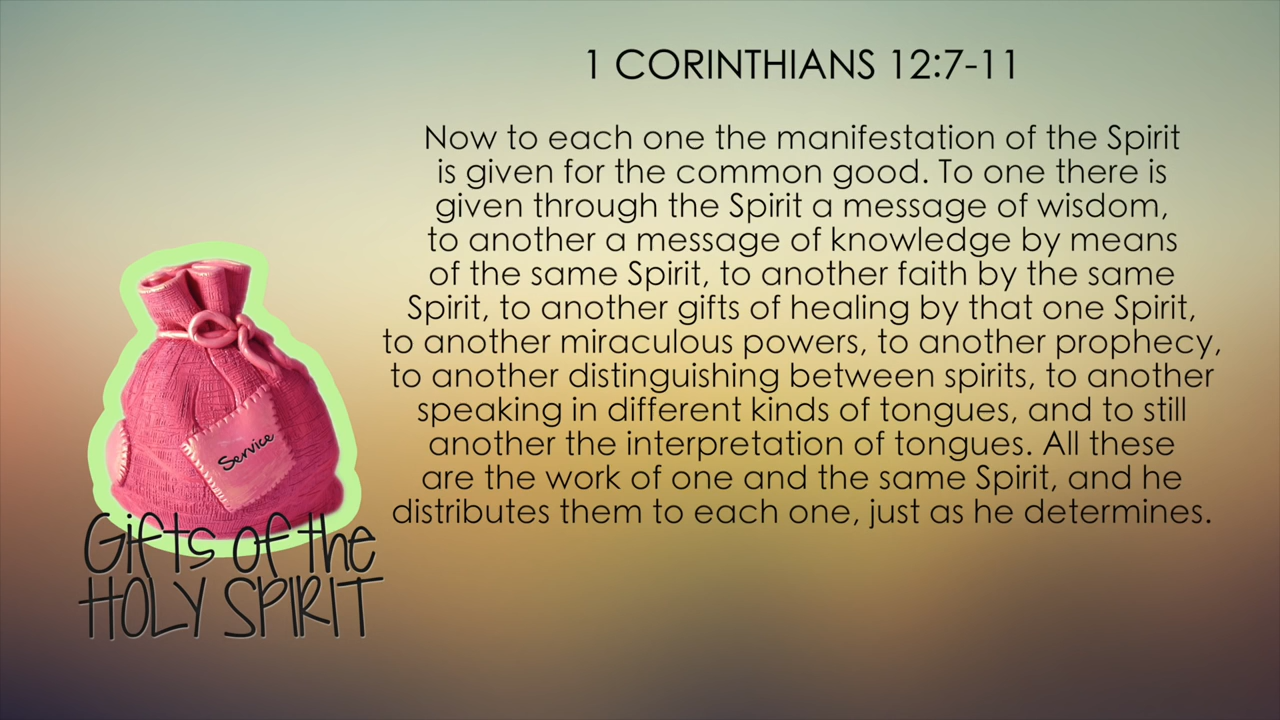 1 CORINTHIANS 12:7-11
Now to each one the manifestation of the Spirit
is given for the common good. To one there is
given through the Spirit a message of wisdom,
to another a message of knowledge by means
of the same Spirit, to another faith by the same
Spirit, to another gifts of healing by that one Spirit,
to another miraculous powers, to another prophecy,
to another distinguishing between spirits, to another
speaking in different kinds of tongues, and to still
another the interpretation of tongues. All these
are the work of one and the same Spirit, and he
distributes them to each one, just as he determines.
Service
Gifts of the
HOLY SPIRIT